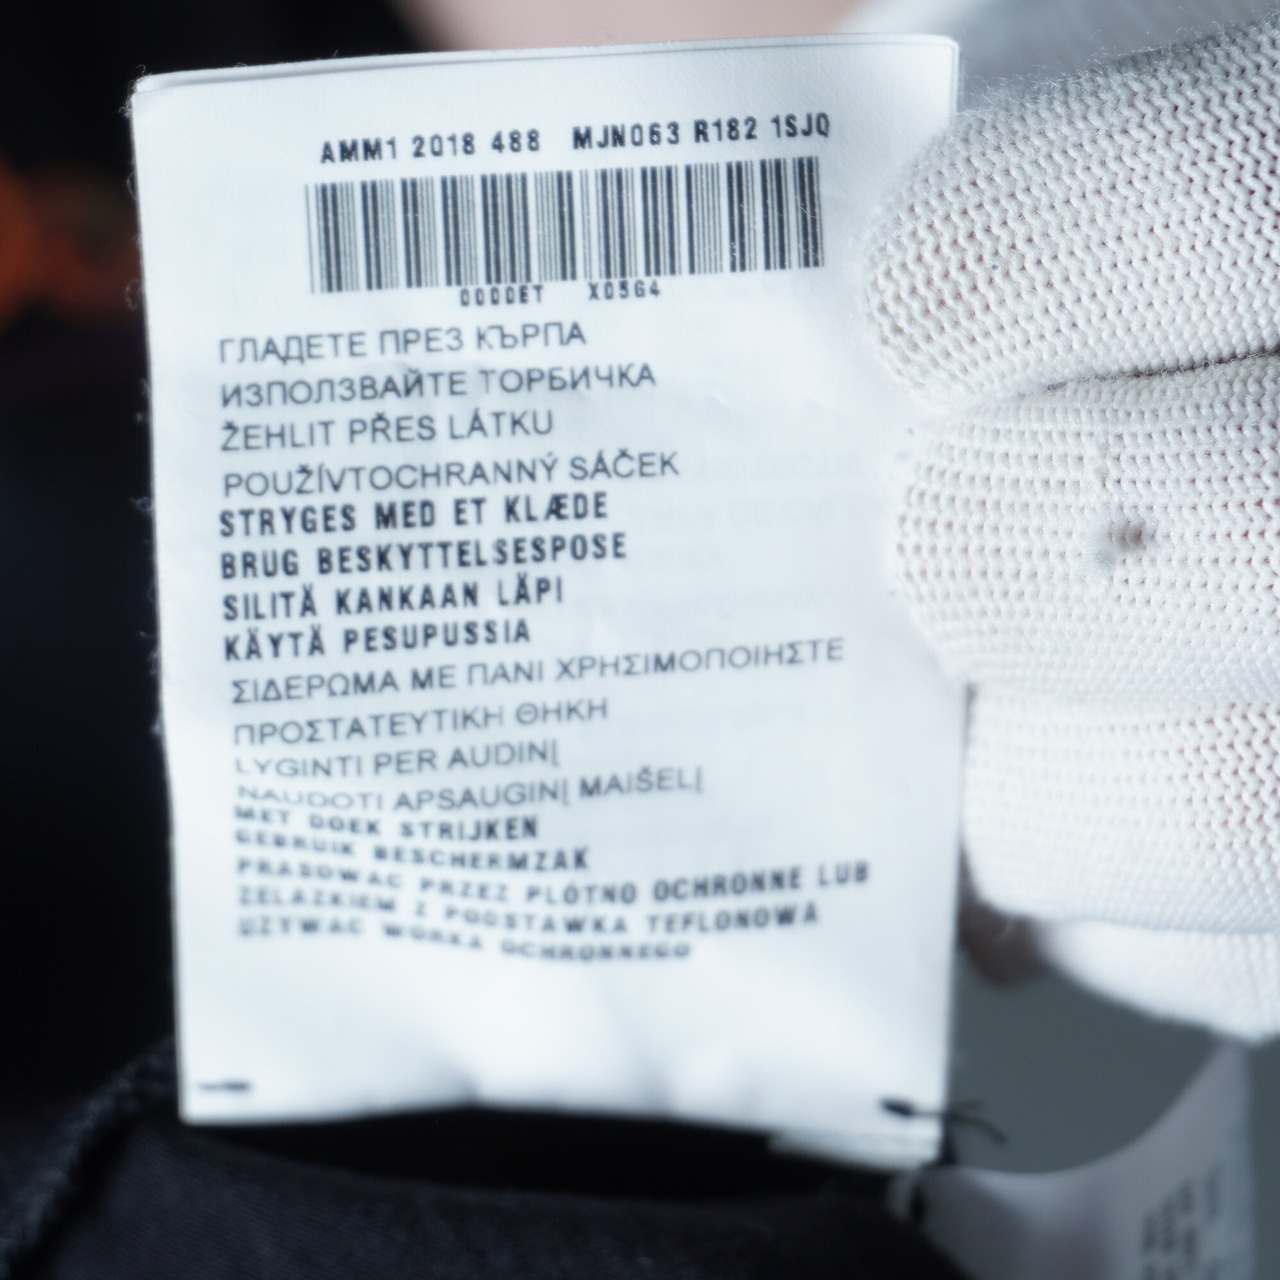 AMM1 2018 488 MJN063 R182 1SJQ
0000ET X05G4
ГЛАДЕТЕ ПРЕЗ КЪРПА
ИЗПОЛЗВАЙТЕ ТОРБИЧКА
ŽEHLIT PŘES LÁTKU
POUŽÍVTOCHRANNÝ SÁČEK
STRYGES MED ET KLÆDE
BRUG BESKYTTELSESPOSE
SILITÄ KANKAAN LÄPI
KÄYTÄ PESUPUSSIA
ΣΙΔΕΡΩΜΑ ΜΕ ΠΑΝΙ ΧΡΗΣΙΜΟΠΟΙΗΣΤΕ
ΠΡΟΣΤΑΤΕΥΤΙΚΗ ΘΗΚΗ
LYGINTI PER AUDINĮ
NAUDOTI APSAUGINĮ MAIŠELĮ
MET DOEK STRIJKEN
GEBRUIK BESCHERMZAK
PRASOWAC PRZEZ PLÓTNO OCHRONNE LUB
ZELAZKIEM Z PODSTAWKA TEFLONOWA
UZYWAC WORKA OCHRONNEGO